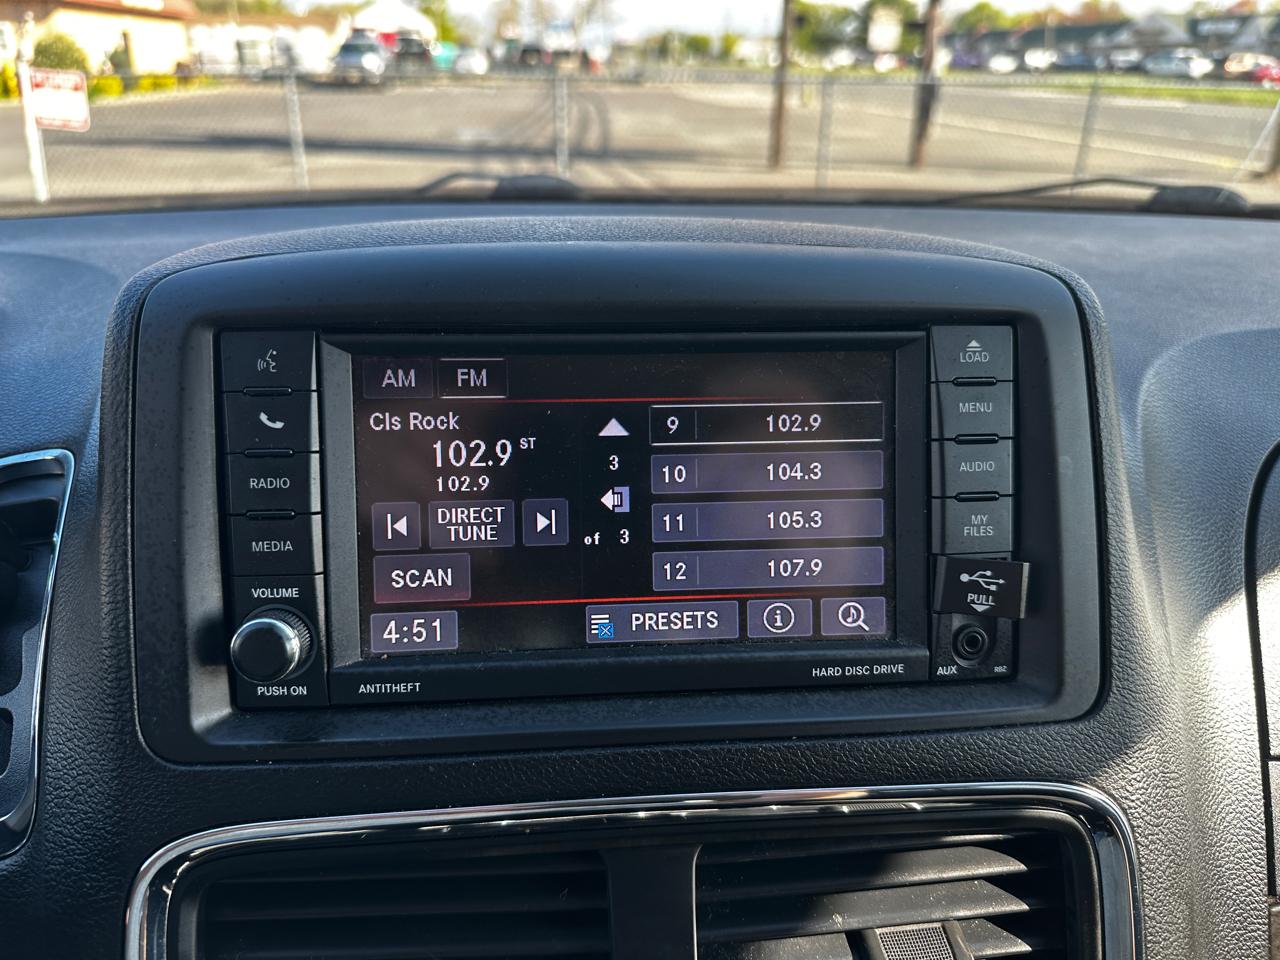 AM FM
Cls Rock
102.9 ST
102.9
DIRECT
TUNE
SCAN
4:51
3
of 3
9 102.9
10 104.3
11 105.3
12 107.9
PRESETS
i
RADIO
MEDIA
VOLUME
PUSH ON
ANTITHEFT
HARD DISC DRIVE
LOAD
MENU
AUDIO
MY
FILES
PULL
AUX
RBZ